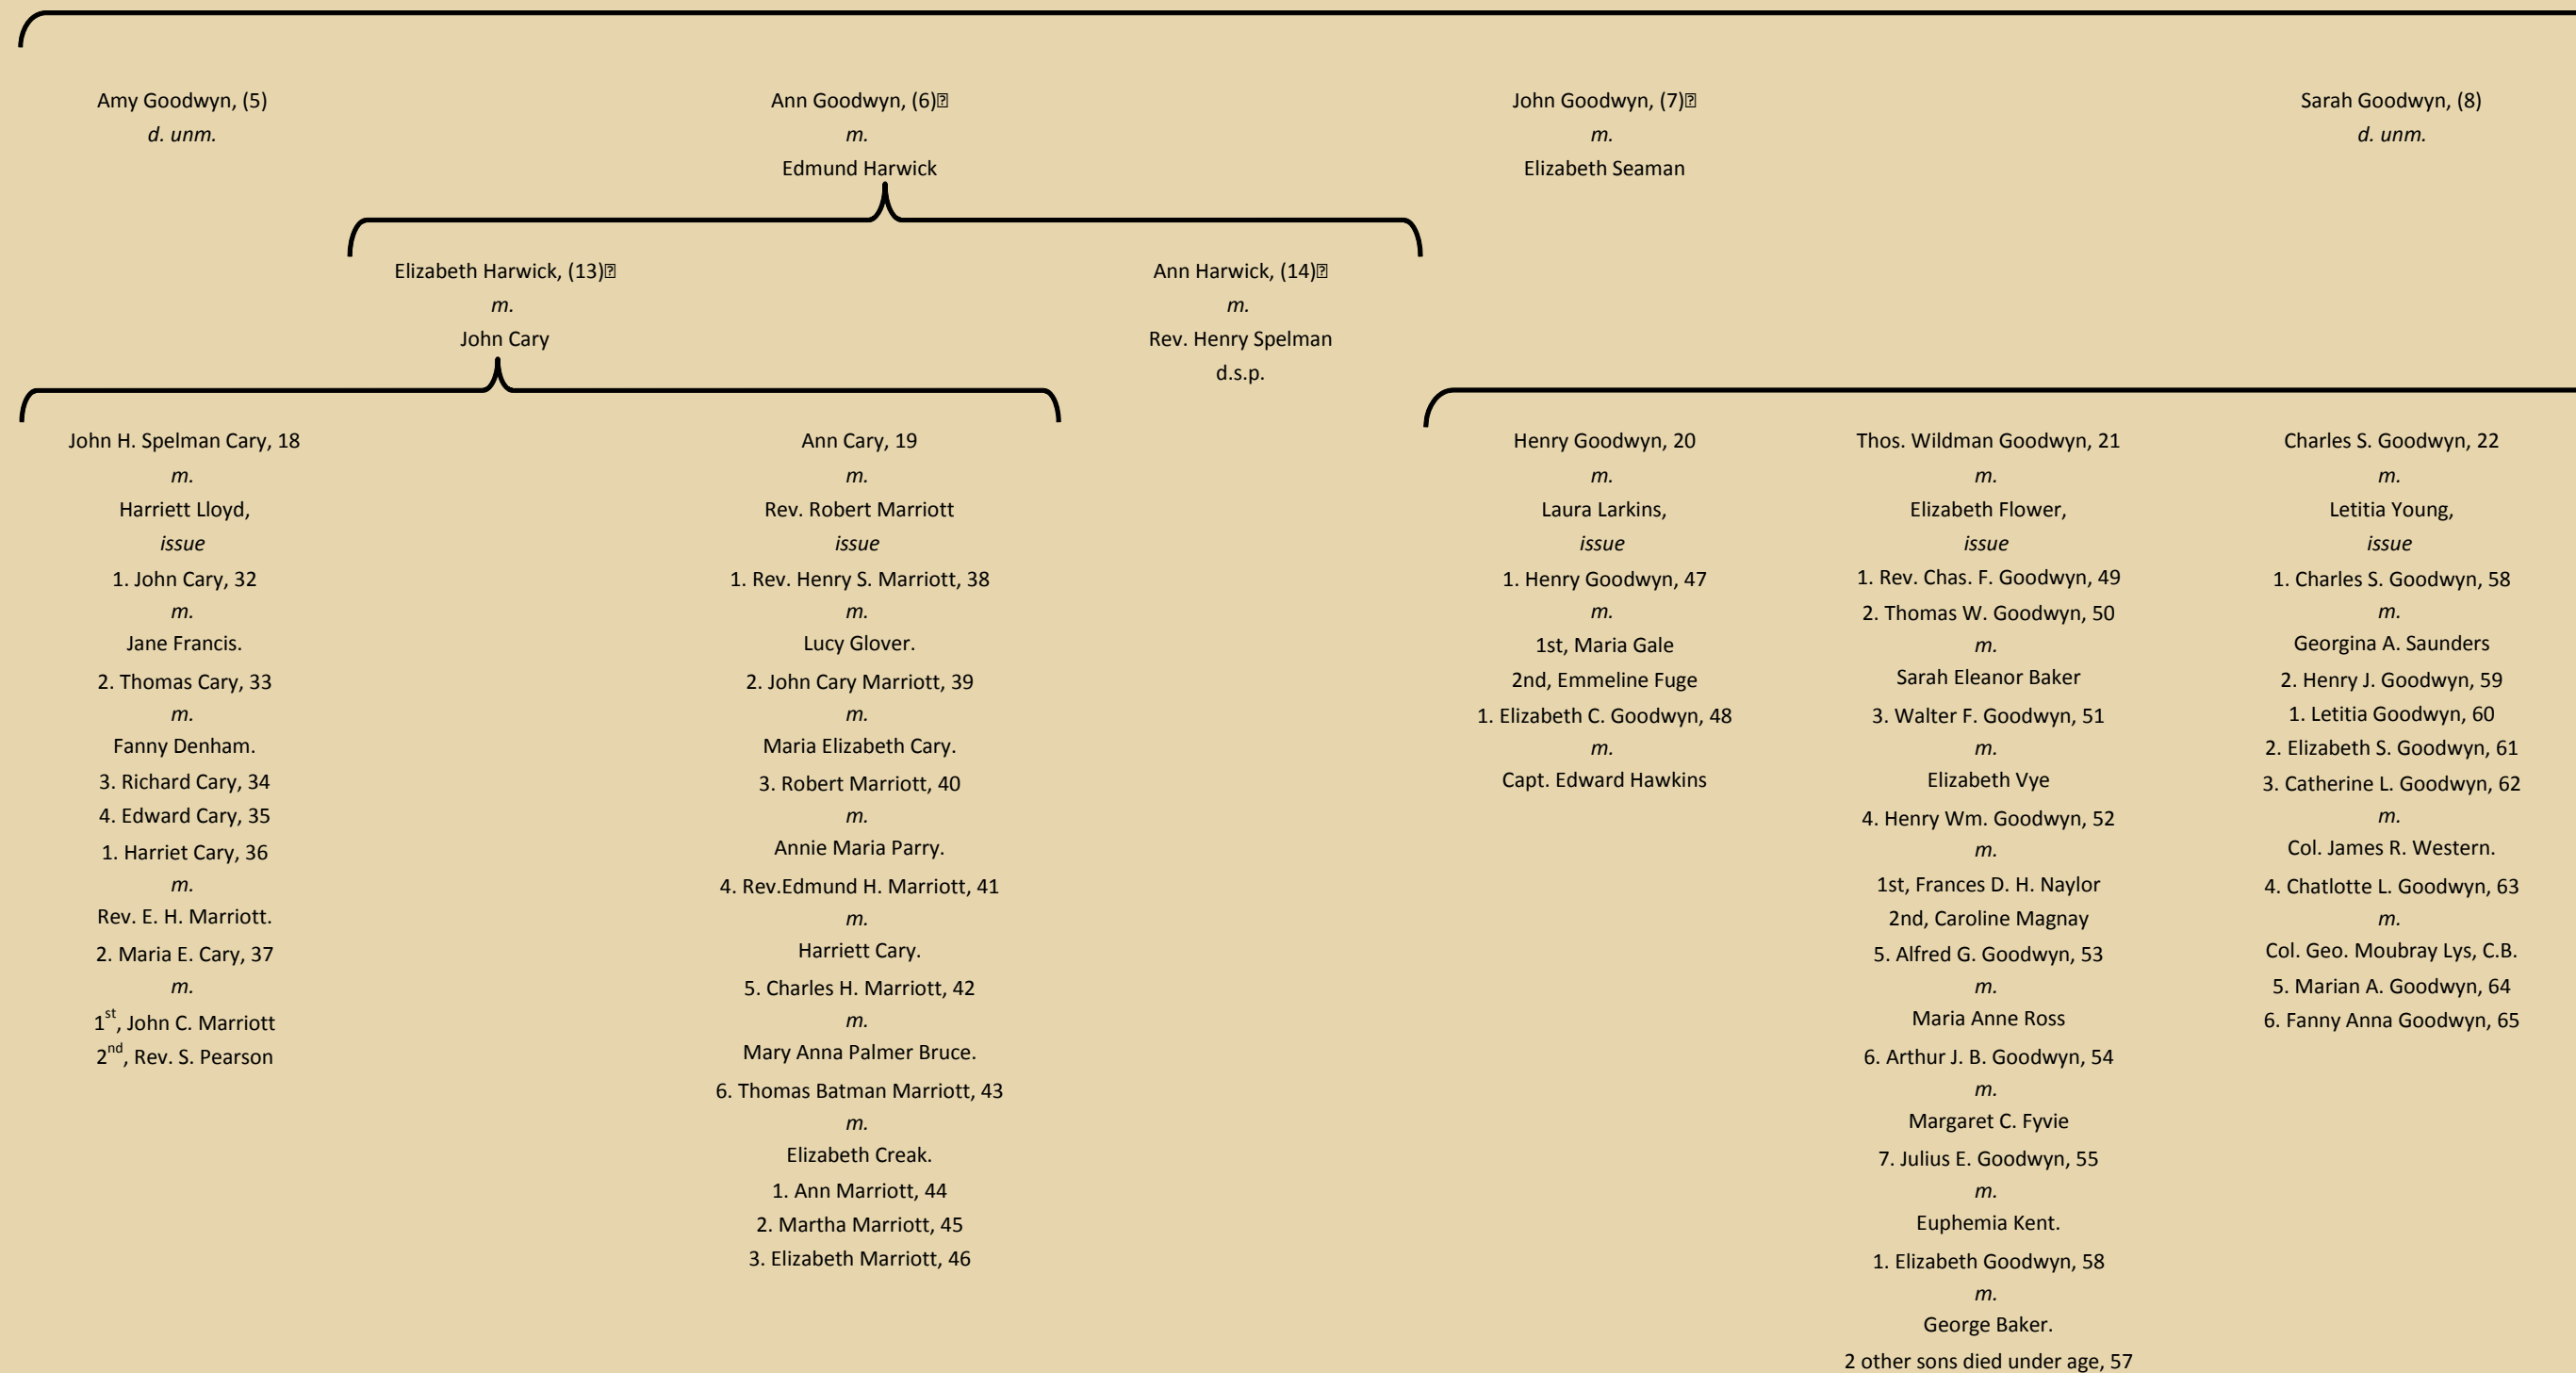 Amy Goodwyn, (5)
d. unm.
Ann Goodwyn, (6)
m.
Edmund Harwick
John Goodwyn, (7)
m.
Elizabeth Seaman
Sarah Goodwyn, (8)
d. unm.
Elizabeth Harwick, (13)
m.
John Cary
Ann Harwick, (14)
m.
Rev. Henry Spelman
d.s.p.
John H. Spelman Cary, 18
m.
Harriett Lloyd,
issue
1. John Cary, 32
m.
Jane Francis.
2. Thomas Cary, 33
m.
Fanny Denham.
3. Richard Cary, 34
4. Edward Cary, 35
1. Harriet Cary, 36
m.
Rev. E. H. Marriott.
2. Maria E. Cary, 37
m.
1st, John C. Marriott
2nd, Rev. S. Pearson
Ann Cary, 19
m.
Rev. Robert Marriott
issue
1. Rev. Henry S. Marriott, 38
m.
Lucy Glover.
2. John Cary Marriott, 39
m.
Maria Elizabeth Cary.
3. Robert Marriott, 40
m.
Annie Maria Parry.
4. Rev.Edmund H. Marriott, 41
m.
Harriett Cary.
5. Charles H. Marriott, 42
m.
Mary Anna Palmer Bruce.
6. Thomas Batman Marriott, 43
m.
Elizabeth Creak.
1. Ann Marriott, 44
2. Martha Marriott, 45
3. Elizabeth Marriott, 46
Henry Goodwyn, 20
m.
Laura Larkins,
issue
1. Henry Goodwyn, 47
m.
1st, Maria Gale
2nd, Emmeline Fuge
1. Elizabeth C. Goodwyn, 48
m.
Capt. Edward Hawkins
Thos. Wildman Goodwyn, 21
m.
Elizabeth Flower,
issue
1. Rev. Chas. F. Goodwyn, 49
2. Thomas W. Goodwyn, 50
m.
Sarah Eleanor Baker
3. Walter F. Goodwyn, 51
m.
Elizabeth Vye
4. Henry Wm. Goodwyn, 52
m.
1st, Frances D. H. Naylor
2nd, Caroline Magnay
5. Alfred G. Goodwyn, 53
m.
Maria Anne Ross
6. Arthur J. B. Goodwyn, 54
m.
Margaret C. Fyvie
7. Julius E. Goodwyn, 55
m.
Euphemia Kent.
1. Elizabeth Goodwyn, 58
m.
George Baker.
2 other sons died under age, 57
Charles S. Goodwyn, 22
m.
Letitia Young,
issue
1. Charles S. Goodwyn, 58
m.
Georgina A. Saunders
2. Henry J. Goodwyn, 59
1. Letitia Goodwyn, 60
2. Elizabeth S. Goodwyn, 61
3. Catherine L. Goodwyn, 62
m.
Col. James R. Western.
4. Chatlotte L. Goodwyn, 63
m.
Col. Geo. Moubray Lys, C.B.
5. Marian A. Goodwyn, 64
6. Fanny Anna Goodwyn, 65